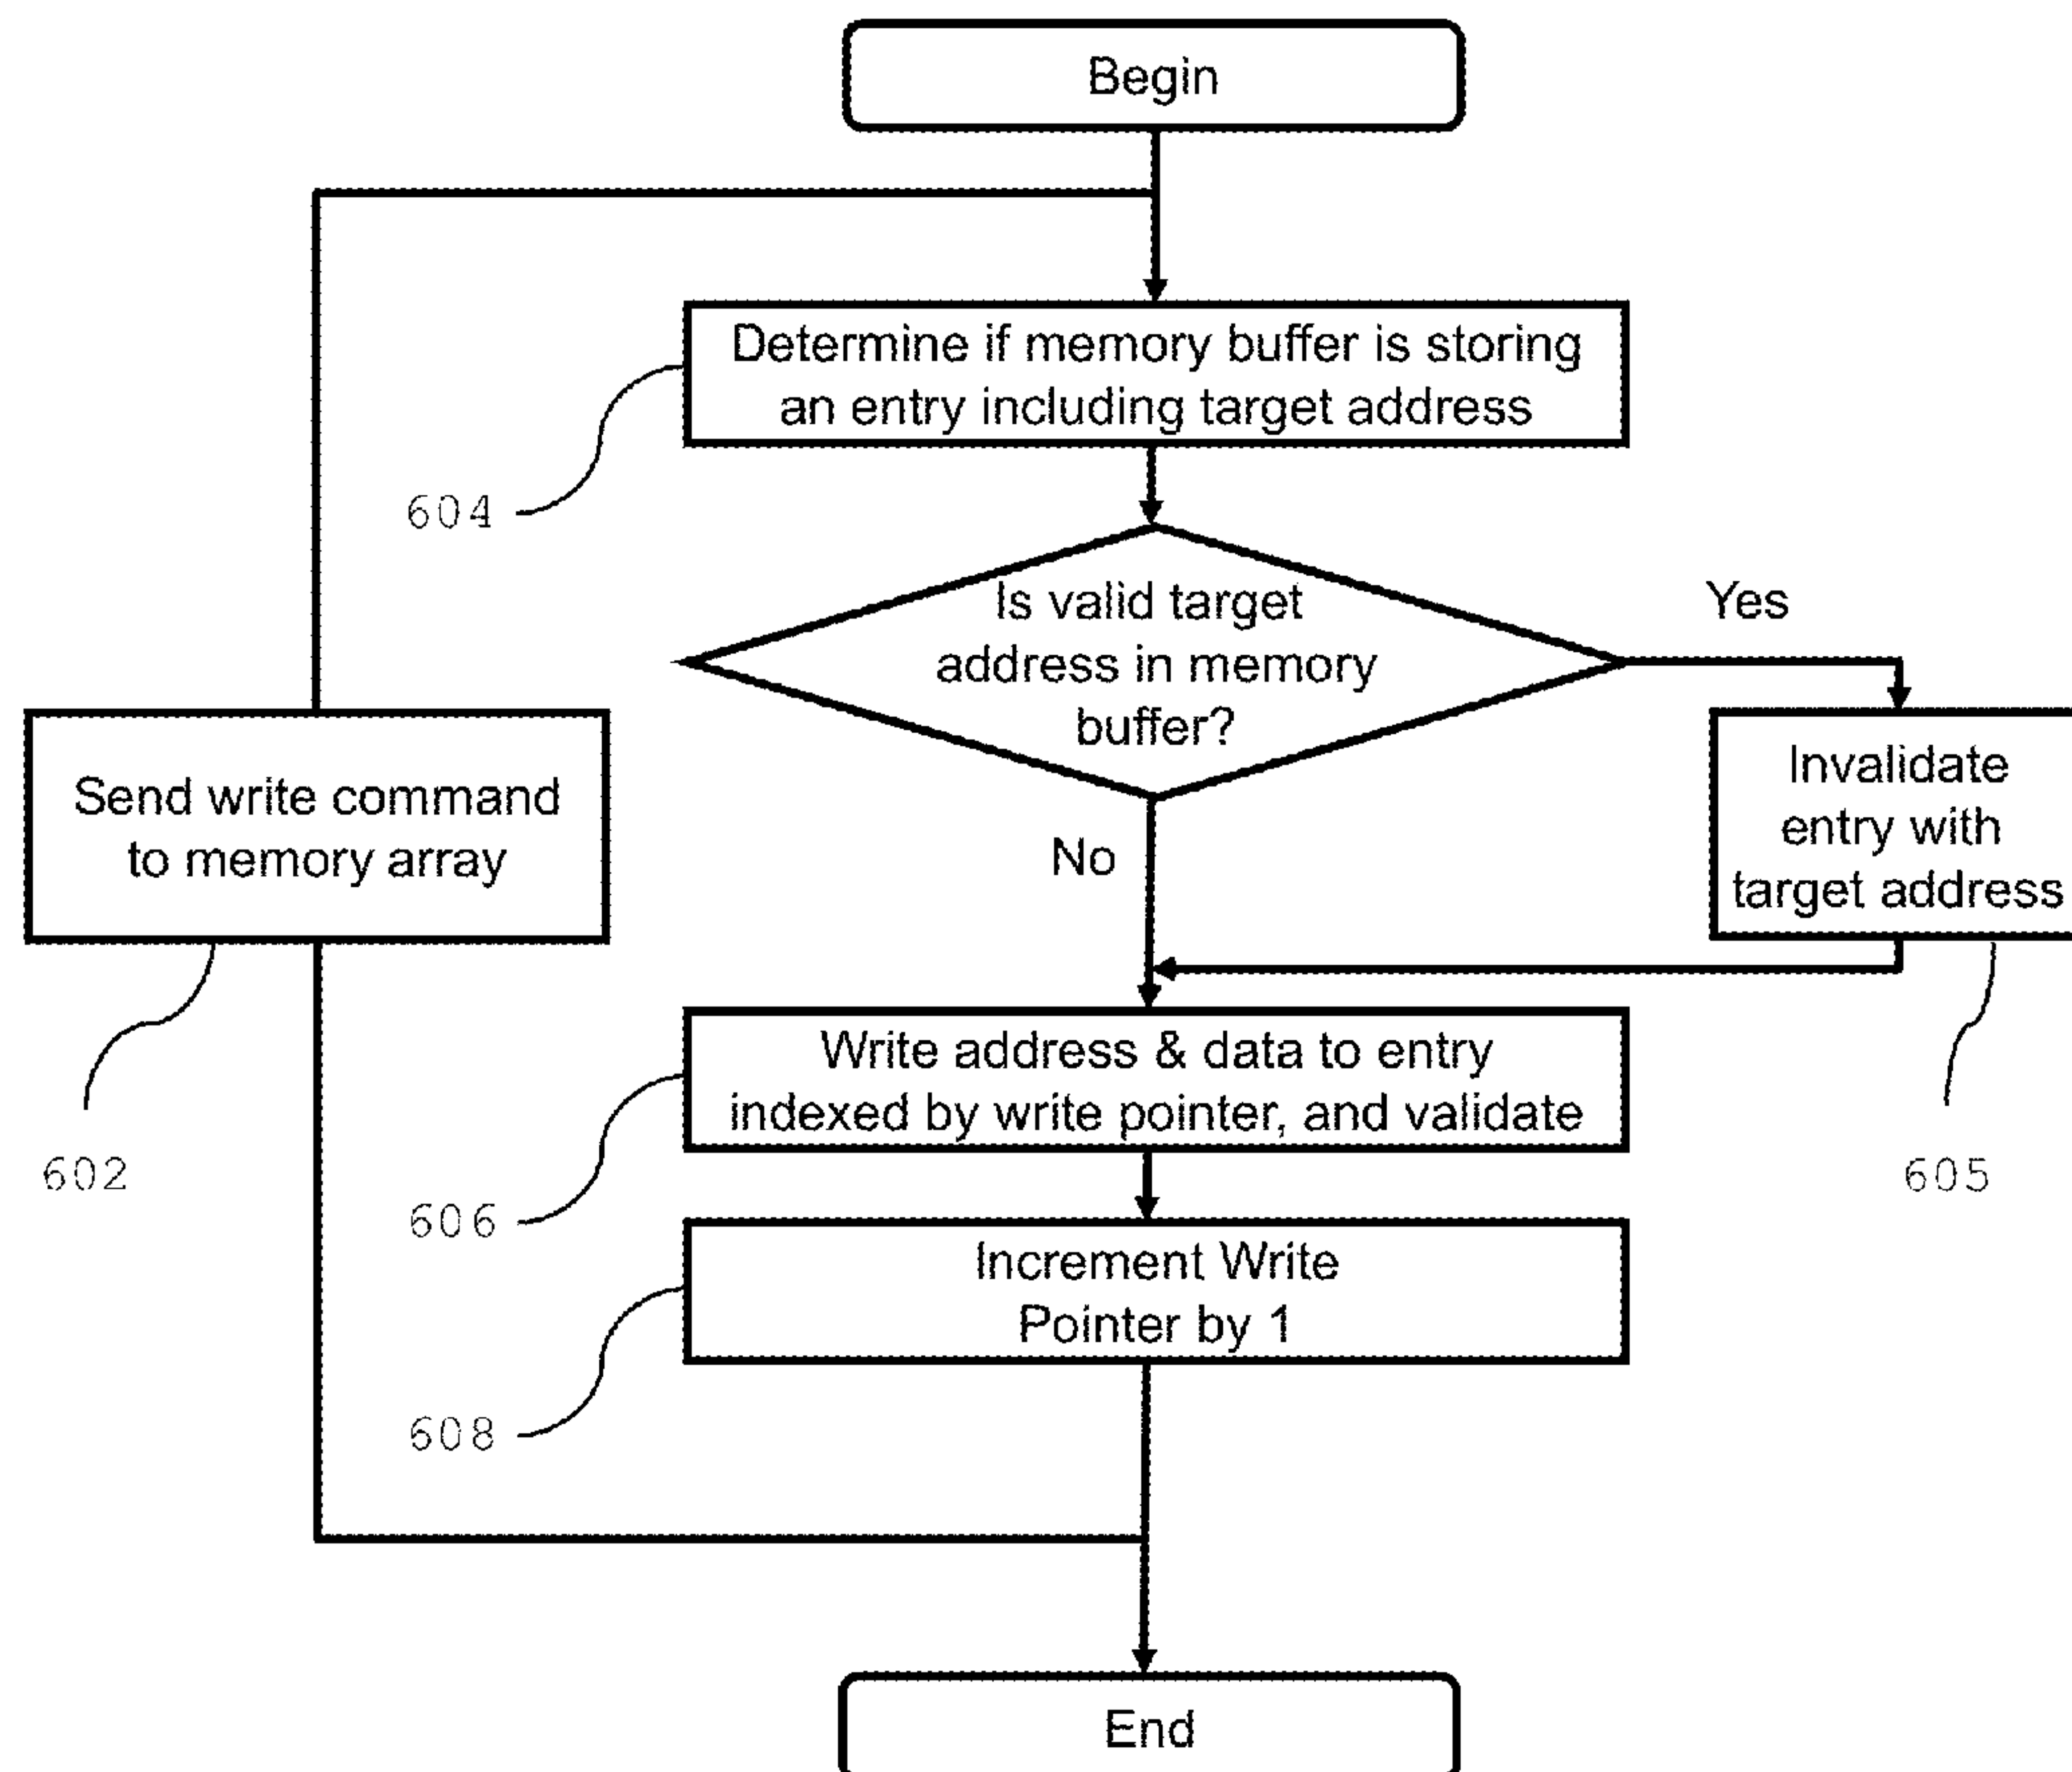 Begin
Determine if memory buffer is storing
an entry including target address
604
Is valid target
address in memory
buffer?
Yes
No
Send write command
to memory array
602
Invalidate
entry with
target address
605
Write address & data to entry
indexed by write pointer, and validate
606
Increment Write
Pointer by 1
608
End